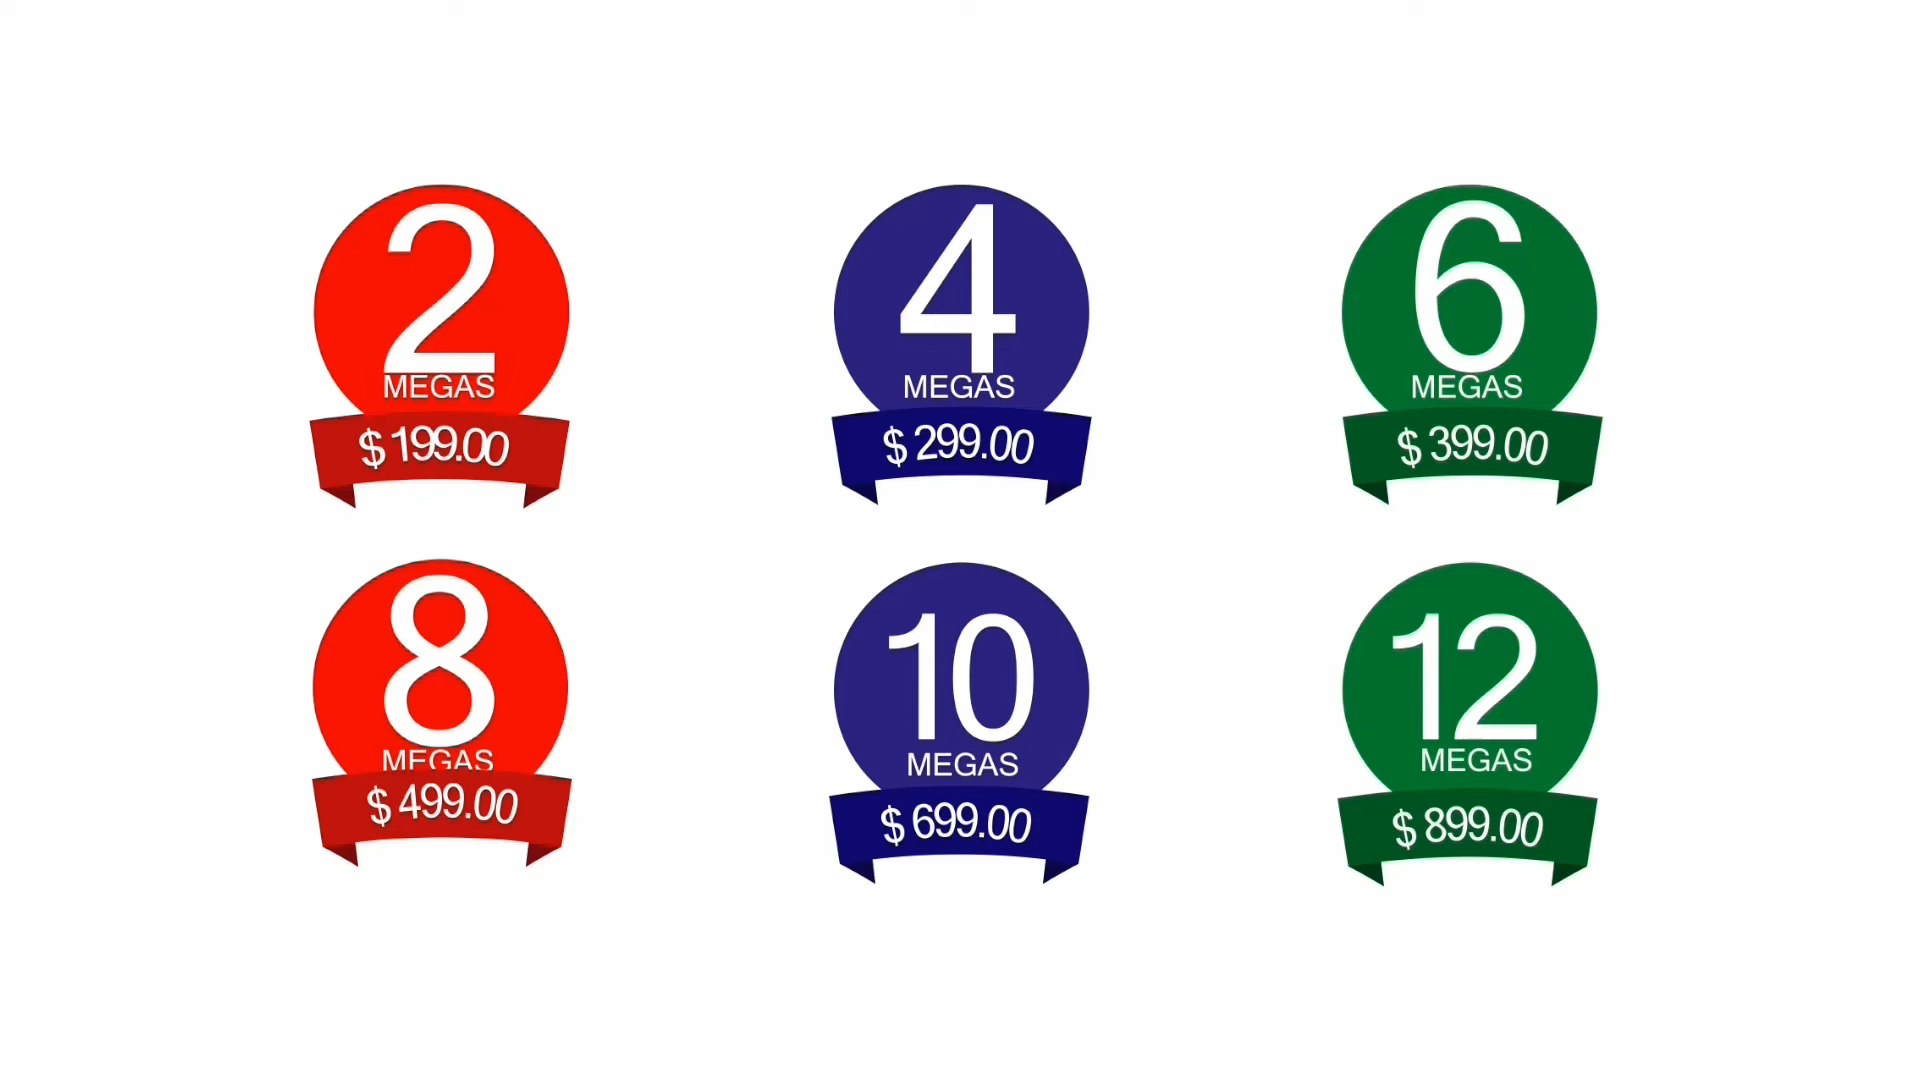 2
MEGAS
$ 199.00
4
MEGAS
$ 299.00
6
MEGAS
$ 399.00
8
MEGAS
$ 499.00
10
MEGAS
$ 699.00
12
MEGAS
$ 899.00